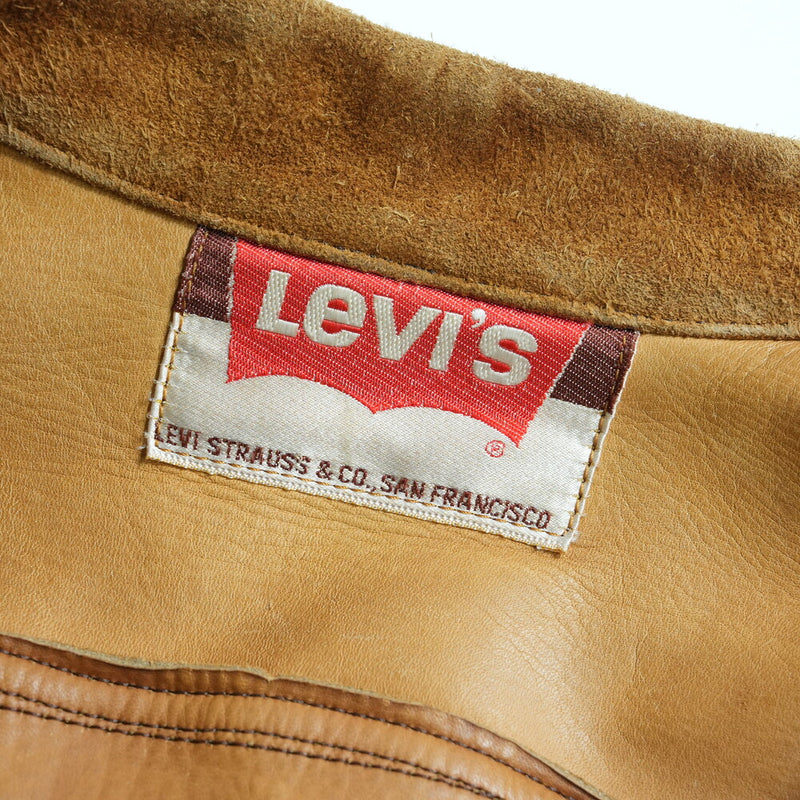 Levi's
®
LEVI STRAUSS & CO., SAN FRANCISCO